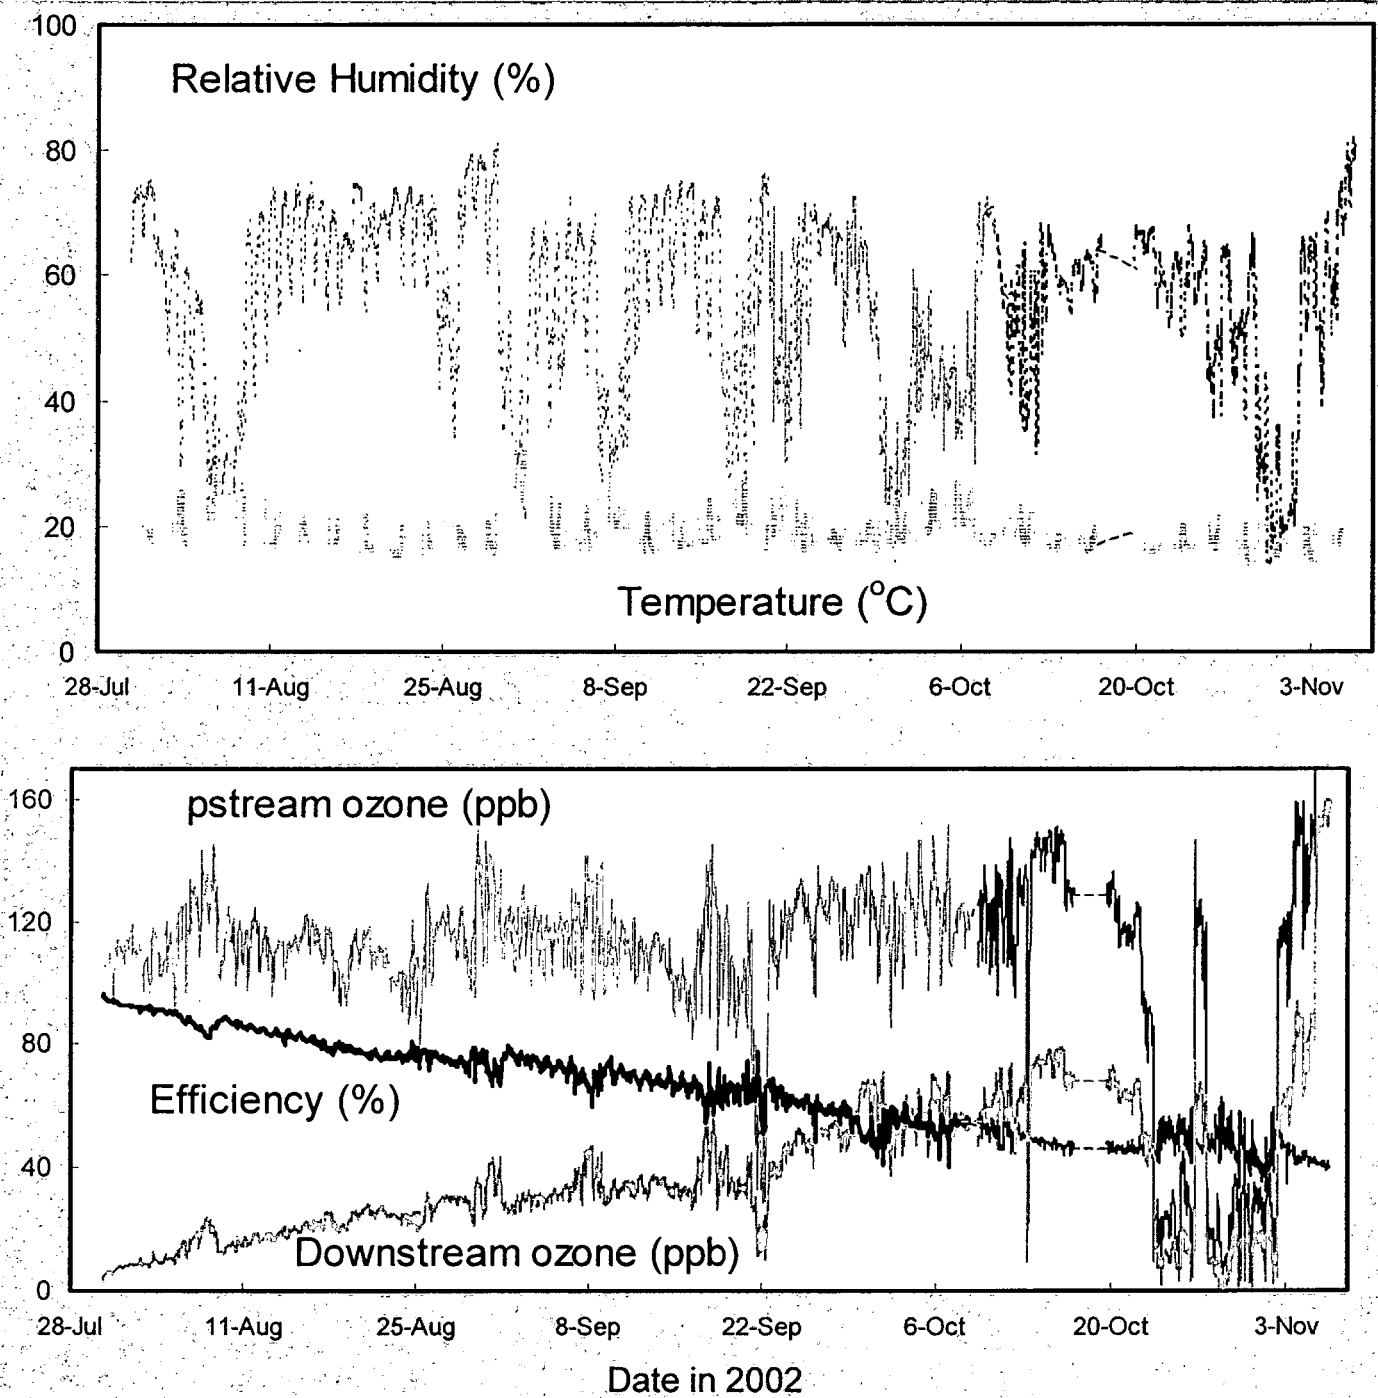 100
Relative Humidity (%)
80
60
40
20
Temperature (°C)
0
28-Jul 11-Aug 25-Aug 8-Sep 22-Sep 6-Oct 20-Oct 3-Nov
160
pstream ozone (ppb)
120
80
Efficiency (%)
40
Downstream ozone (ppb)
0
28-Jul 11-Aug 25-Aug 8-Sep 22-Sep 6-Oct 20-Oct 3-Nov
Date in 2002